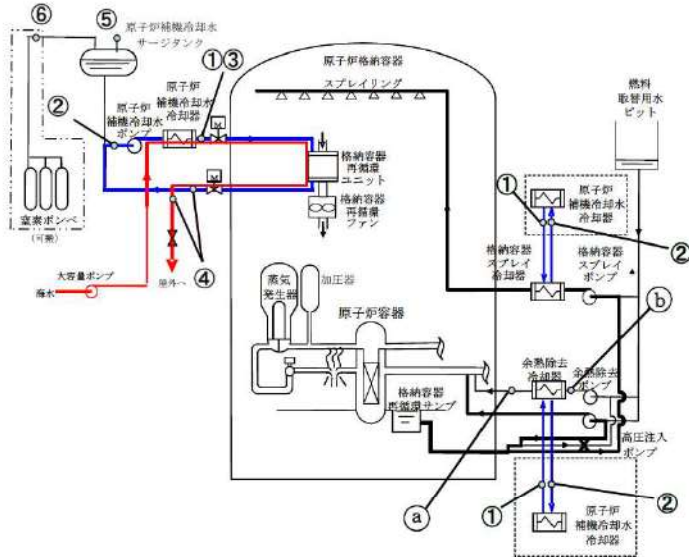 ⑥
⑤
原子炉補機冷却水
サージタンク
②
原子炉
補機冷却水
ポンプ
原子炉
補機冷却水
冷却器
①③
M
M
窒素ボンベ
(可搬)
大容量ポンプ
海水
屋外へ
④
原子炉格納容器
スプレイリング
格納容器
再循環
ユニット
格納容器
再循環
ファン
燃料
取替用水
ピット
①
原子炉
補機冷却水
冷却器
②
格納容器
スプレイ
冷却器
格納容器
スプレイ
ポンプ
ⓑ
蒸気
発生器
加圧器
原子炉容器
余熱除去
冷却器
余熱除去
ポンプ
格納容器
再循環サンプ
高圧注入
ポンプ
ⓐ
①
②
原子炉
補機冷却水
冷却器